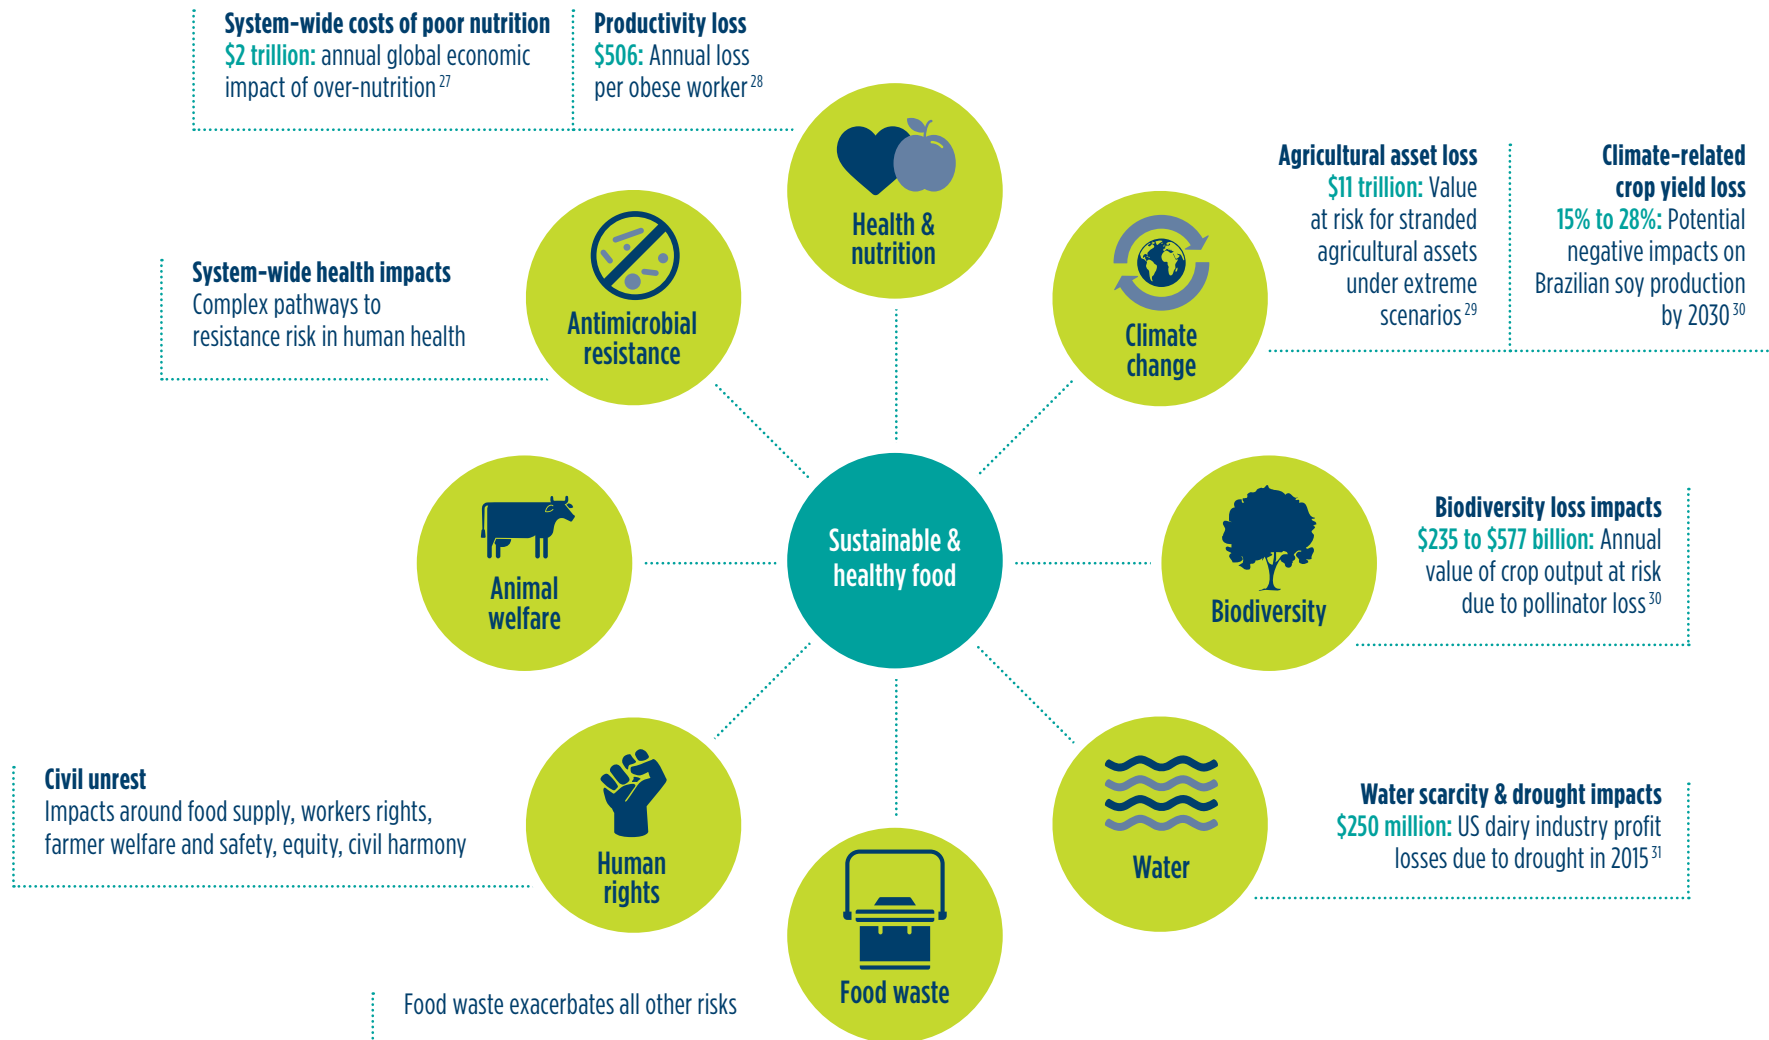 System-wide costs of poor nutrition
$2 trillion: annual global economic
impact of over-nutrition 27
Productivity loss
$506: Annual loss
per obese worker 28
Health &
nutrition
Agricultural asset loss
$11 trillion: Value
at risk for stranded
agricultural assets
under extreme
scenarios 29
Climate-related
crop yield loss
15% to 28%: Potential
negative impacts on
Brazilian soy production
by 2030 30
System-wide health impacts
Complex pathways to
resistance risk in human health
Antimicrobial
resistance
Climate
change
Animal
welfare
Sustainable &
healthy food
Biodiversity
Biodiversity loss impacts
$235 to $577 billion: Annual
value of crop output at risk
due to pollinator loss 30
Civil unrest
Impacts around food supply, workers rights,
farmer welfare and safety, equity, civil harmony
Human
rights
Water
Water scarcity & drought impacts
$250 million: US dairy industry profit
losses due to drought in 2015 31
Food waste
Food waste exacerbates all other risks